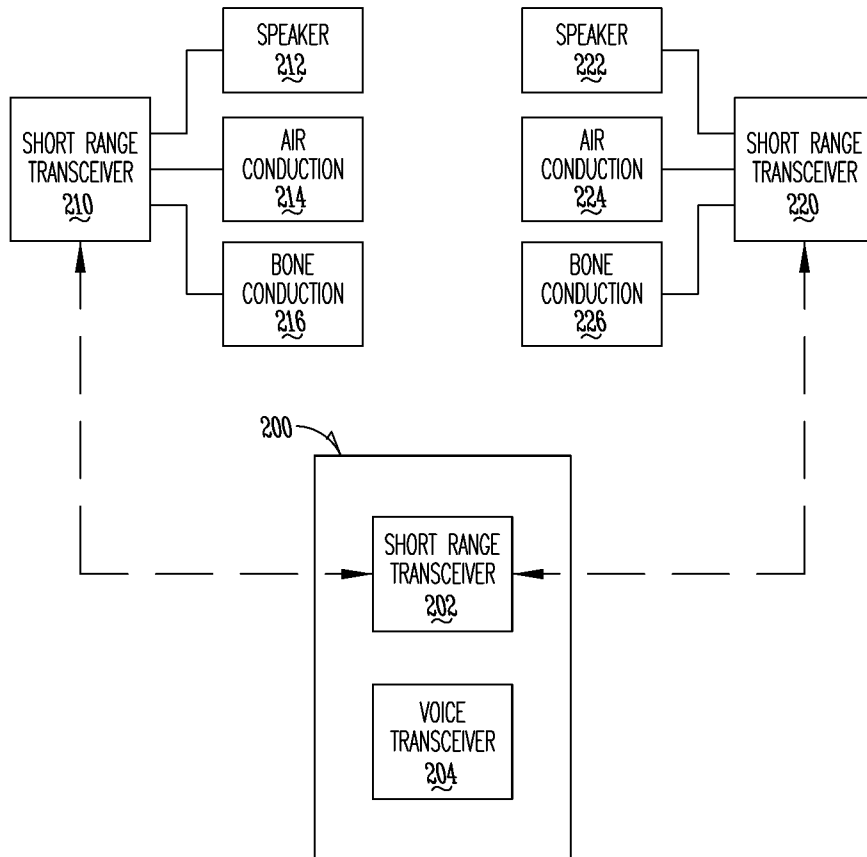 SPEAKER
212
SPEAKER
222
SHORT RANGE
TRANSCEIVER
210
AIR
CONDUCTION
214
AIR
CONDUCTION
224
SHORT RANGE
TRANSCEIVER
220
BONE
CONDUCTION
216
BONE
CONDUCTION
226
200
SHORT RANGE
TRANSCEIVER
202
VOICE
TRANSCEIVER
204